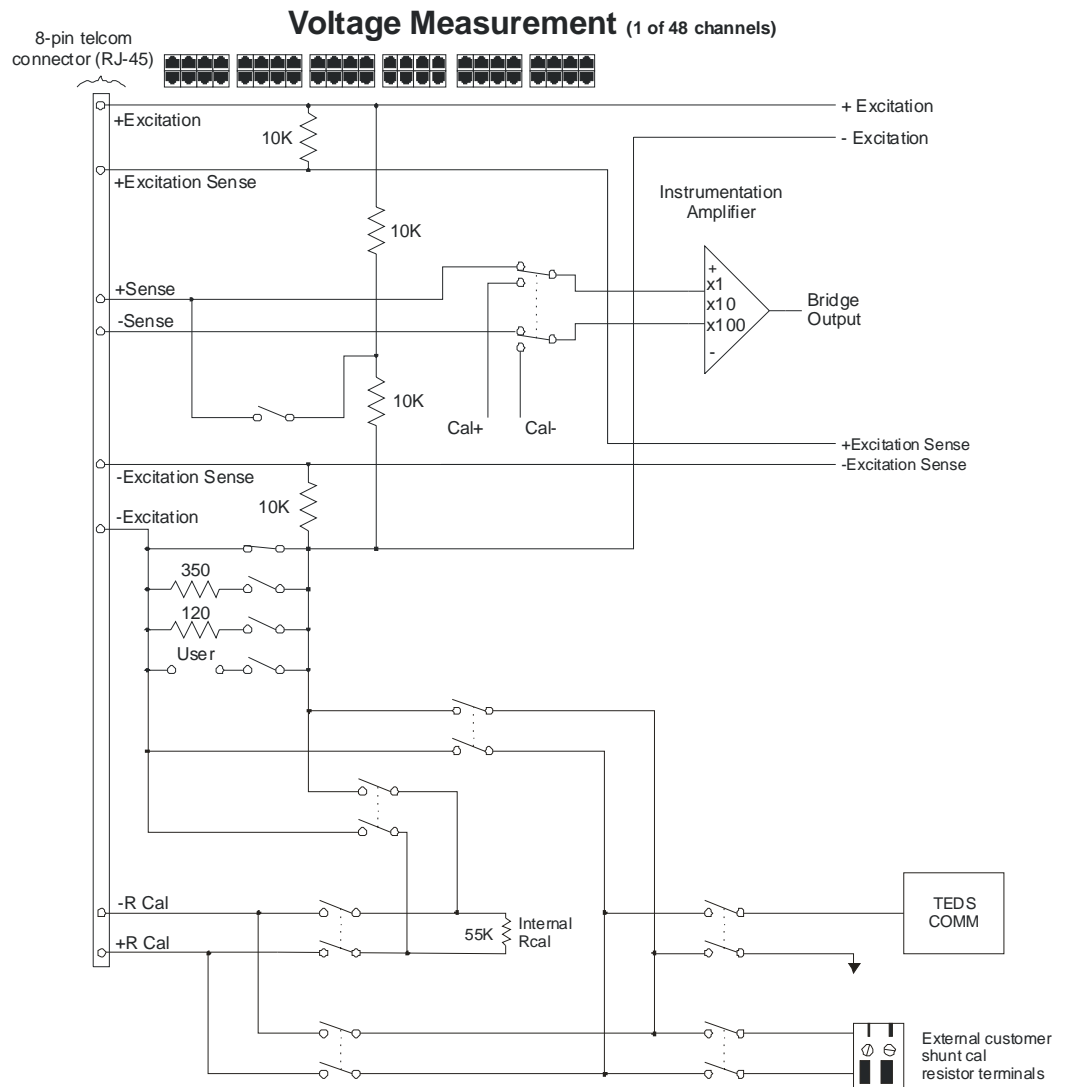 Voltage Measurement (1 of 48 channels)
8-pin telcom
connector (RJ-45)
+Excitation
+ Excitation
10K
- Excitation
+Excitation Sense
Instrumentation
Amplifier
10K
+Sense
+
x1
x10
x100
-
Bridge
Output
-Sense
10K
Cal+
Cal-
+Excitation Sense
-Excitation Sense
-Excitation Sense
10K
-Excitation
350
120
User
-R Cal
TEDS
COMM
55K
Internal
Rcal
+R Cal
External customer
shunt cal
resistor terminals